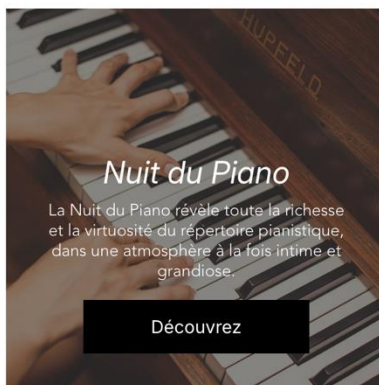 HUPFELD
Nuit du Piano
La Nuit du Piano révèle toute la richesse
et la virtuosité du répertoire pianistique,
dans une atmosphère à la fois intime et
grandiose.
Découvrez